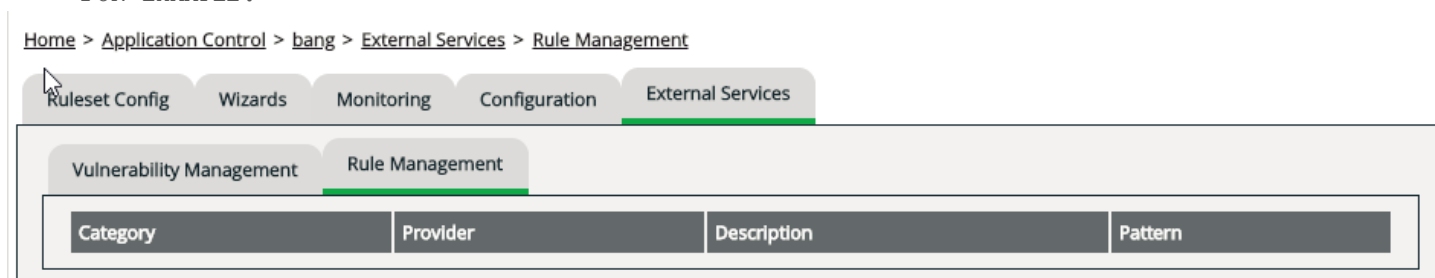 Home > Application Control > bang > External Services > Rule Management
Ruleset Config Wizards Monitoring Configuration External Services
Vulnerability Management Rule Management
Category Provider Description Pattern